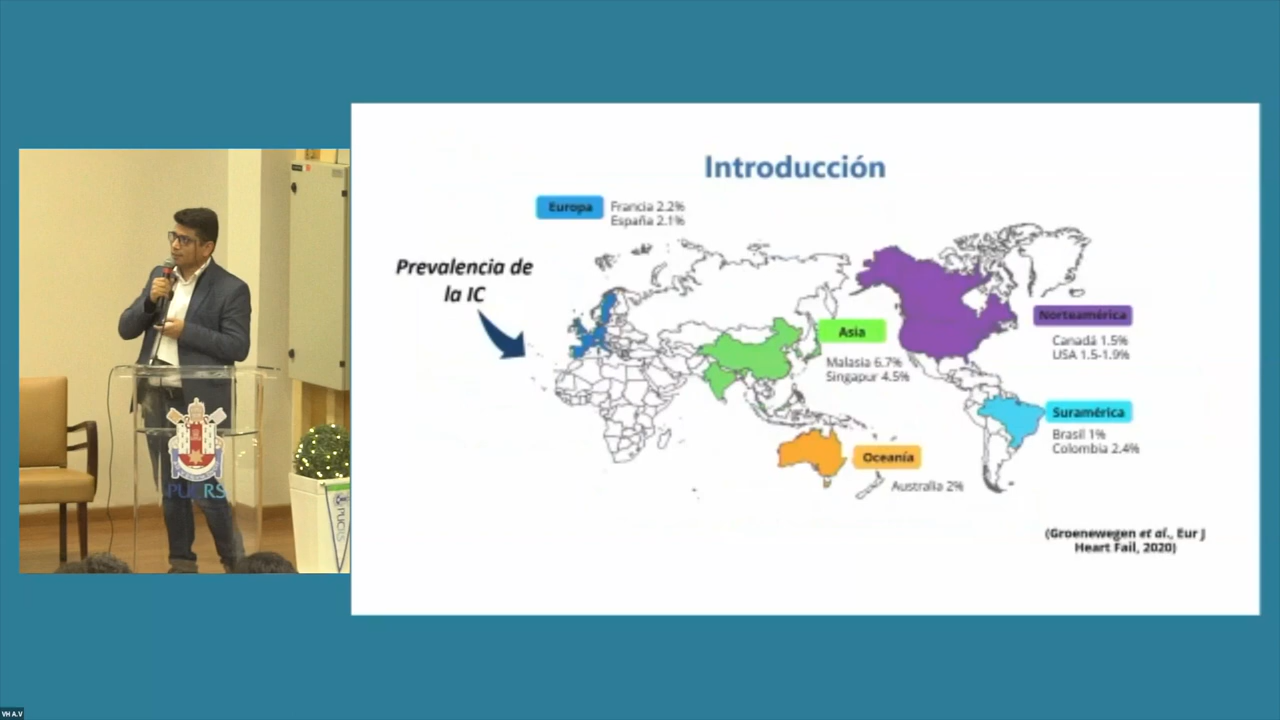 Introducción
Europa
Francia 2.2%
España 2.1%
Prevalencia de
la IC
Asia
Malasia 6.7%
Singapur 4.5%
Norteamérica
Canadá 1.5%
USA 1.5-1.9%
Suramérica
Brasil 1%
Colombia 2.4%
Oceanía
Australia 2%
(Groenewegen et al., Eur J
Heart Fail, 2020)
PUCRS
PUCRS
VH A.V